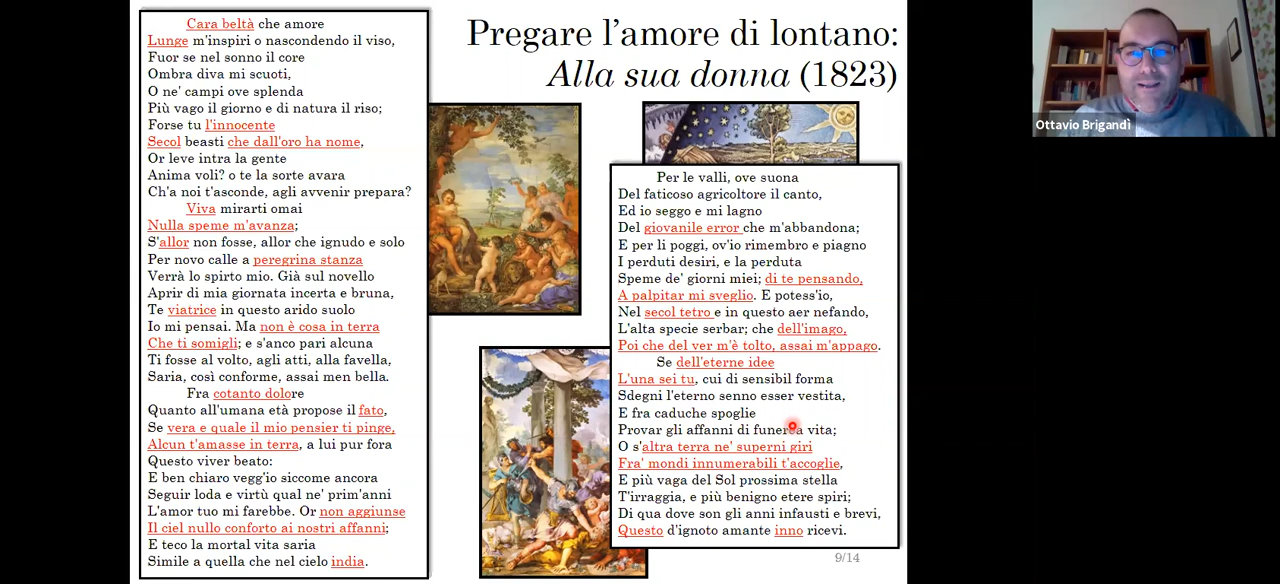 Pregare l'amore di lontano:
Alla sua donna (1823)
Cara beltà che amore
Lunge m'inspiri o nascondendo il viso,
Fuor se nel sonno il core
Ombra diva mi scuoti,
O ne' campi ove splenda
Più vago il giorno e di natura il riso;
Forse tu l'innocente
Secol beasti che dall'oro ha nome,
Or leve intra la gente
Anima voli? o te la sorte avara
Ch'a noi t'asconde, agli avvenir prepara?
Viva mirarti omai
Nulla speme m'avanza;
S'allor non fosse, allor che ignudo e solo
Per novo calle a peregrina stanza
Verrà lo spirto mio. Già sul novello
Aprir di mia giornata incerta e bruna,
Te viatrice in questo arido suolo
Io mi pensai. Ma non è cosa in terra
Che ti somigli; e s'anco pari alcuna
Ti fosse al volto, agli atti, alla favella,
Saria, così conforme, assai men bella.
Fra cotanto dolore
Quanto all'umana età propose il fato,
Se vera e quale il mio pensier ti pinge,
Alcun t'amasse in terra, a lui pur fora
Questo viver beato:
E ben chiaro vegg'io siccome ancora
Seguir loda e virtù qual ne' prim'anni
L'amor tuo mi farebbe. Or non aggiunse
Il ciel nullo conforto ai nostri affanni;
E teco la mortal vita saria
Simile a quella che nel cielo india.
Per le valli, ove suona
Del faticoso agricoltore il canto,
Ed io seggo e mi lagno
Del giovanile error che m'abbandona;
E per li poggi, ov'io rimembro e piagno
I perduti desiri, e la perduta
Speme de' giorni miei; di te pensando,
A palpitar mi sveglio. E potess'io,
Nel secol tetro e in questo aer nefando,
L'alta specie serbar; che dell'imago,
Poi che del ver m'è tolto, assai m'appago.
Se dell'eterne idee
L'una sei tu, cui di sensibil forma
Sdegni l'eterno senno esser vestita,
E fra caduche spoglie
Provar gli affanni di funerea vita;
O s'altra terra ne' superni giri
Fra' mondi innumerabili t'accoglie,
E più vaga del Sol prossima stella
T'irraggia, e più benigno etere spiri;
Di qua dove son gli anni infausti e brevi,
Questo d'ignoto amante inno ricevi.
9/14
Ottavio Brigandì